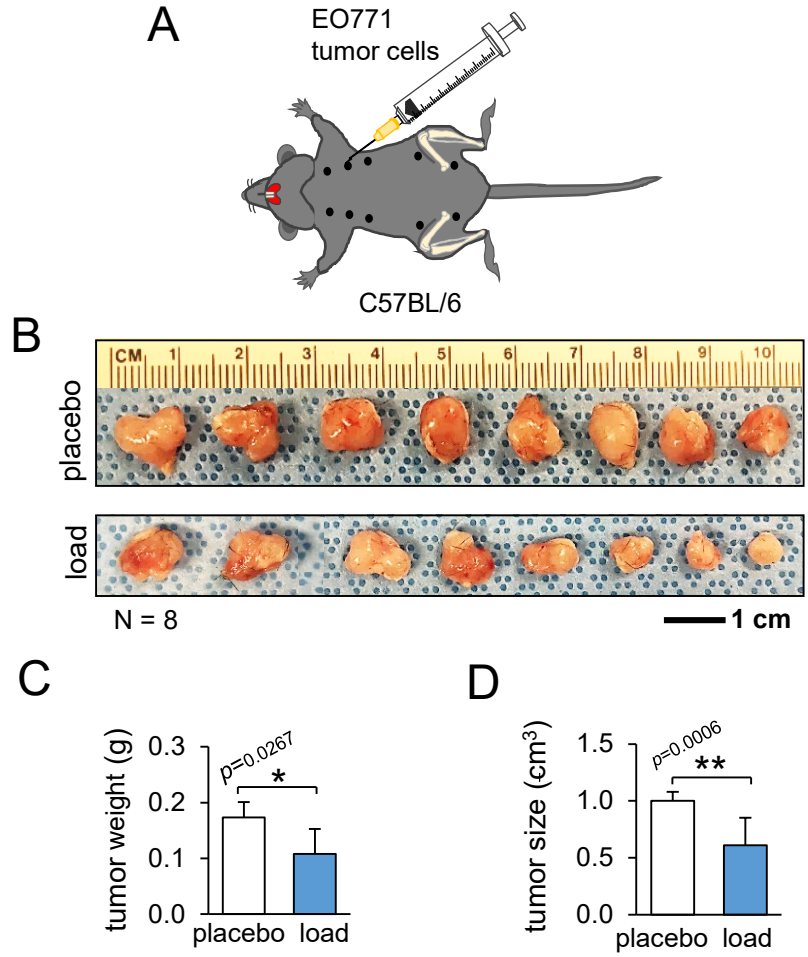 A
EO771
tumor cells
C57BL/6
B
CM 1 2 3 4 5 6 7 8 9 10
placebo
load
N = 8
1 cm
C
tumor weight (g)
0.3
0.2
0.1
0.0
p=0.0267
*
placebo load
D
tumor size (cm³)
1.5
1.0
0.5
0.0
p=0.0006
**
placebo load